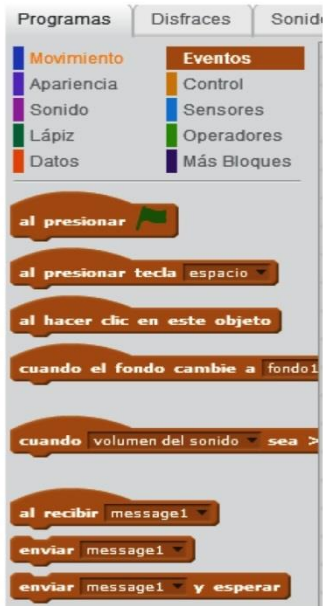 Programas Disfraces Sonido
Movimiento Eventos
Apariencia Control
Sonido Sensores
Lápiz Operadores
Datos Más Bloques
al presionar
al presionar tecla espacio
al hacer clic en este objeto
cuando el fondo cambie a fondo1
cuando volumen del sonido sea >
al recibir message1
enviar message1
enviar message1 y esperar